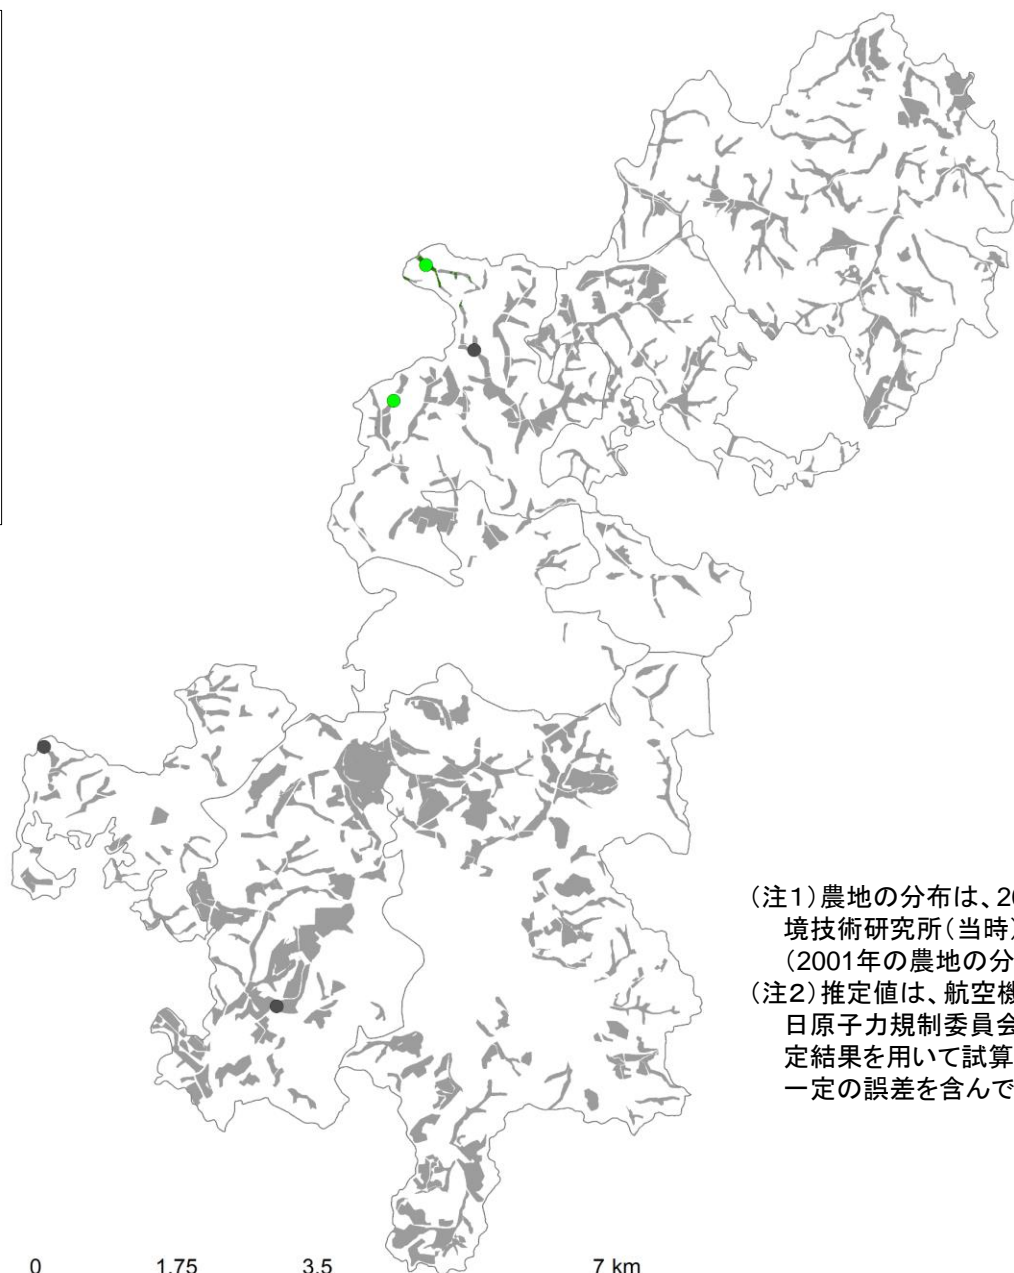 （注１）農地の分布は、20
境技術研究所（当時）
（2001年の農地の分
（注２）推定値は、航空機
日原子力規制委員会
定結果を用いて試算
一定の誤差を含んで
0 1.75 3.5 7 km